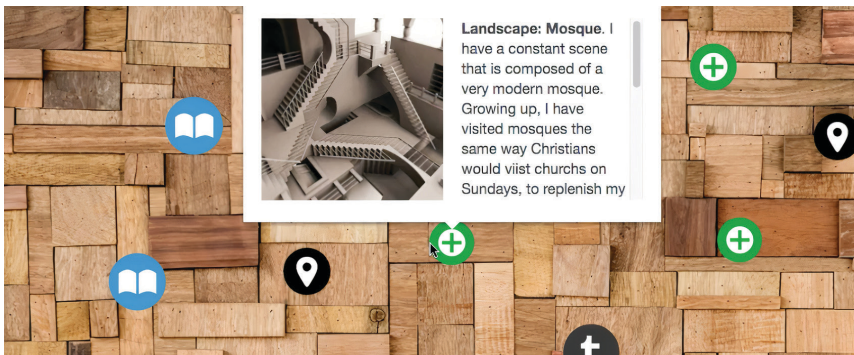 Landscape: Mosque. I
have a constant scene
that is composed of a
very modern mosque.
Growing up, I have
visited mosques the
same way Christians
would viist churchs on
Sundays, to replenish my
t